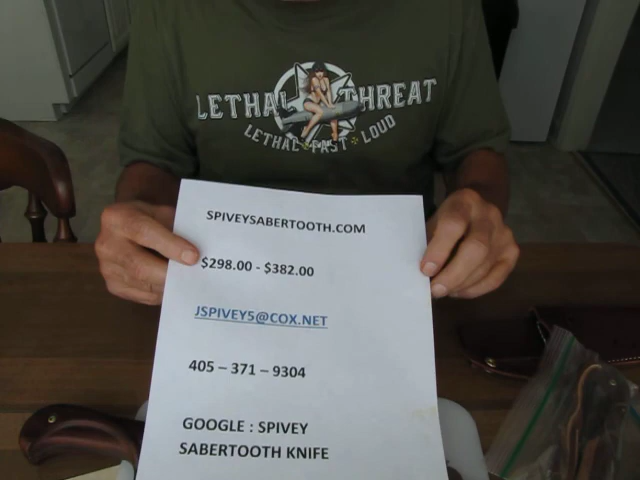 LETHAL THREAT
LETHAL FAST LOUD
SPIVEYSABERTOOTH.COM
$298.00 - $382.00
JSPIVEY5@COX.NET
405 – 371 – 9304
GOOGLE : SPIVEY
SABERTOOTH KNIFE